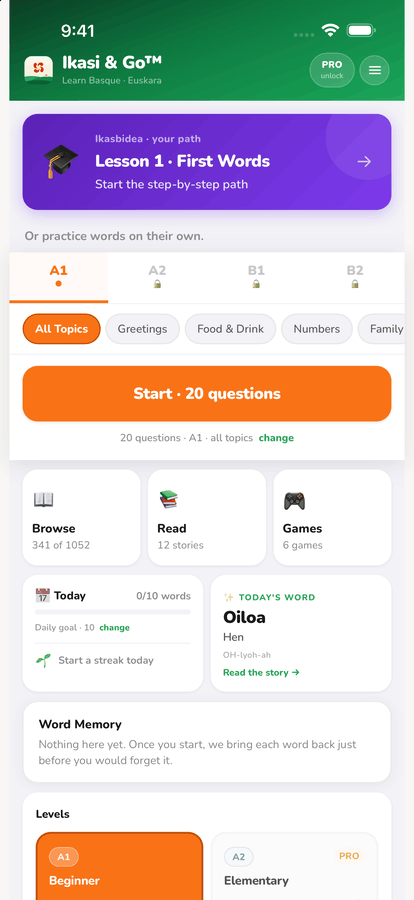 9:41
Ikasi & Go™
Learn Basque · Euskara
PRO
unlock
Ikasbidea · your path
Lesson 1 · First Words
Start the step-by-step path
Or practice words on their own.
A1
A2
B1
B2
All Topics
Greetings
Food & Drink
Numbers
Family
Start · 20 questions
20 questions · A1 · all topics change
Browse
341 of 1052
Read
12 stories
Games
6 games
Today
0/10 words
Daily goal · 10 change
Start a streak today
TODAY'S WORD
Oiloa
Hen
OH-lyoh-ah
Read the story →
Word Memory
Nothing here yet. Once you start, we bring each word back just
before you would forget it.
Levels
A1
Beginner
A2
PRO
Elementary